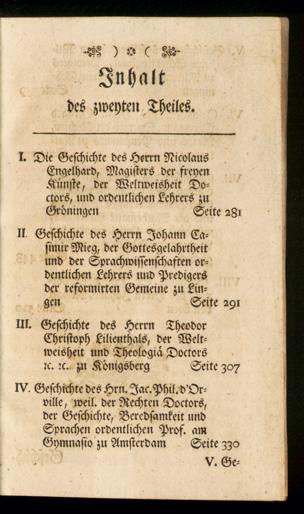 Inhalt
des zweyten Theiles.
I. Die Geschichte des Herrn Nicolaus
Engelhard, Magisters der freyen
Künste, der Weltweisheit Do-
ctors, und ordentlichen Lehrers zu
Gröningen Seite 281
II. Geschichte des Herrn Johann Ca-
simir Mieg, der Gottesgelahrtheit
und der Sprachwissenschaften or-
dentlichen Lehrers und Predigers
der reformirten Gemeine zu Lin-
gen Seite 291
III. Geschichte des Herrn Theodor
Christoph Lilienthals, der Welt-
weisheit und Theologiä Doctors
ꝛc. ꝛc. zu Königsberg Seite 307
IV. Geschichte des Hrn. Jac. Phil. d'Or-
ville, weil. der Rechten Doctors,
der Geschichte, Beredsamkeit und
Sprachen ordentlichen Prof. am
Gymnasio zu Amsterdam Seite 330
V. Ge-